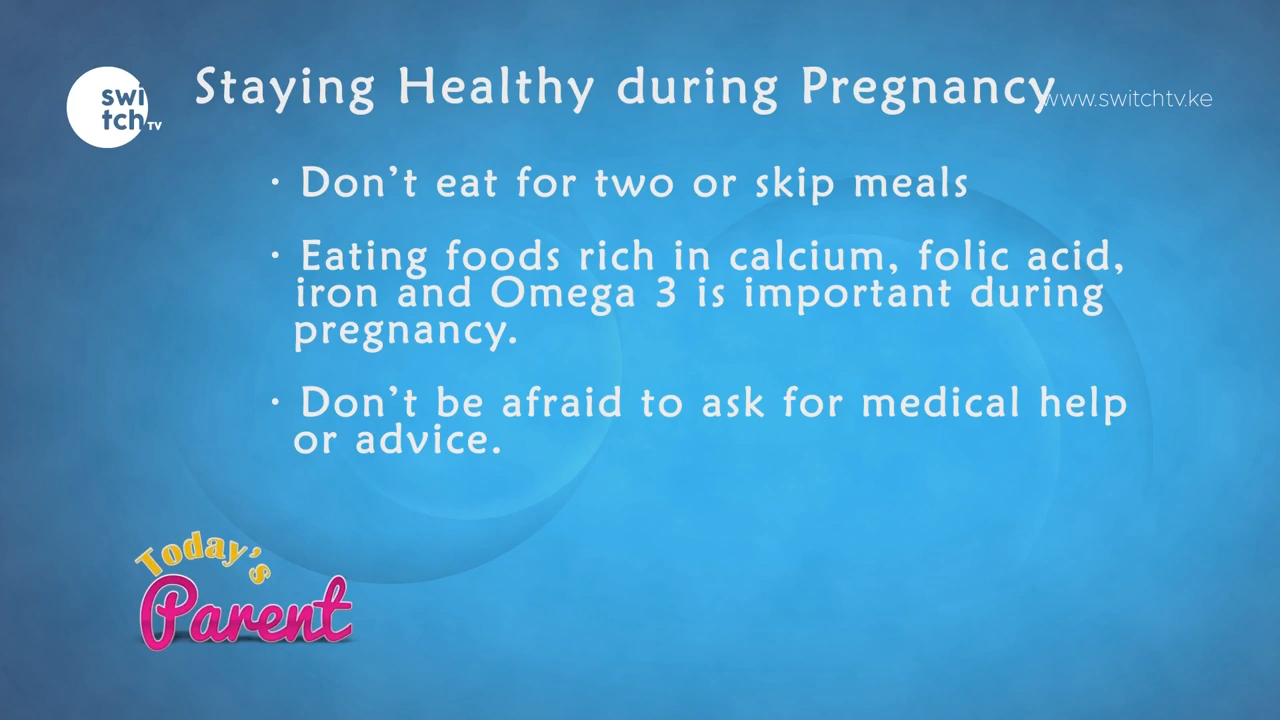 swi
tch TV
Staying Healthy during Pregnancy
www.switchtv.ke
· Don't eat for two or skip meals
· Eating foods rich in calcium, folic acid,
iron and Omega 3 is important during
pregnancy.
· Don't be afraid to ask for medical help
or advice.
Today's
Parent